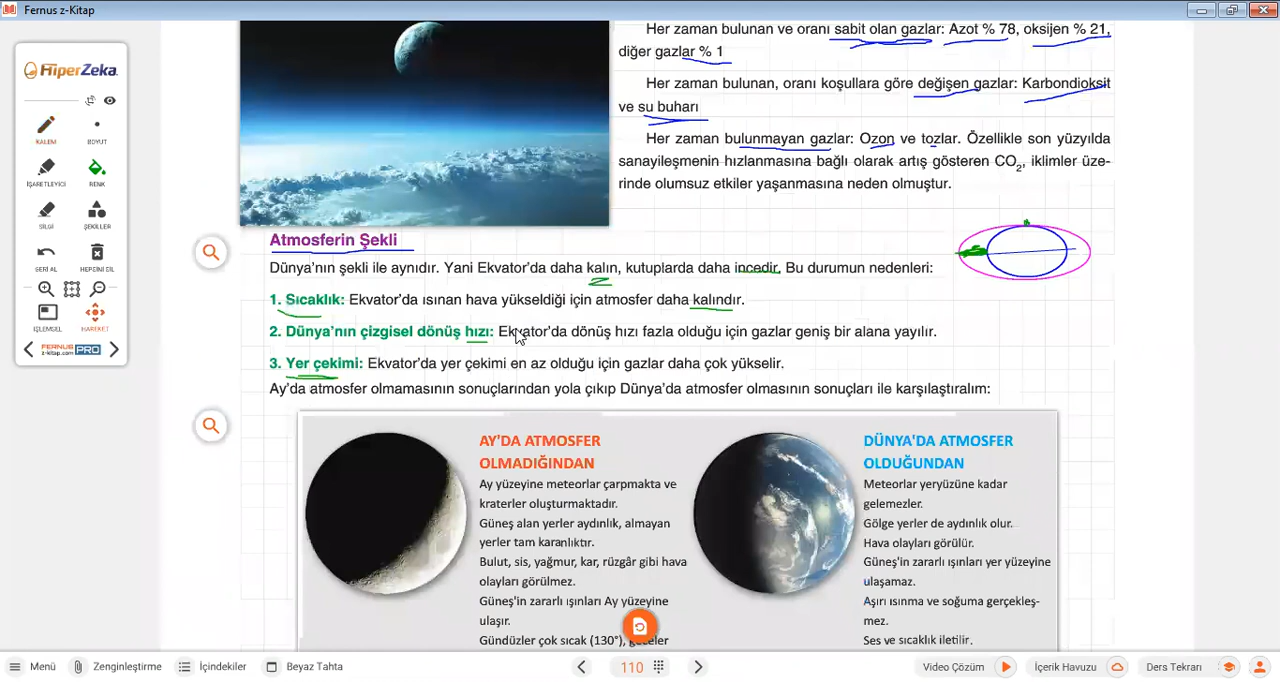 Fernus z-Kitap
HiperZeka
KALEM
BOYUT
İŞARETLEYİCİ
RENK
SİLGİ
ŞEKİLLER
GERİ AL
HEPSİNİ SİL
İŞLEMSEL
HAREKET
FERNUS PRO
z-kitap.com
Her zaman bulunan ve oranı sabit olan gazlar: Azot % 78, oksijen % 21,
diğer gazlar % 1
Her zaman bulunan, oranı koşullara göre değişen gazlar: Karbondioksit
ve su buharı
Her zaman bulunmayan gazlar: Ozon ve tozlar. Özellikle son yüzyılda
sanayileşmenin hızlanmasına bağlı olarak artış gösteren CO₂, iklimler üze-
rinde olumsuz etkiler yaşanmasına neden olmuştur.
Atmosferin Şekli
Dünya'nın şekli ile aynıdır. Yani Ekvator'da daha kalın, kutuplarda daha incedir. Bu durumun nedenleri:
1. Sıcaklık: Ekvator'da ısınan hava yükseldiği için atmosfer daha kalındır.
2. Dünya'nın çizgisel dönüş hızı: Ekvator'da dönüş hızı fazla olduğu için gazlar geniş bir alana yayılır.
3. Yer çekimi: Ekvator'da yer çekimi en az olduğu için gazlar daha çok yükselir.
Ay'da atmosfer olmamasının sonuçlarından yola çıkıp Dünya'da atmosfer olmasının sonuçları ile karşılaştıralım:
AY'DA ATMOSFER
OLMADIĞINDAN
Ay yüzeyine meteorlar çarpmakta ve
kraterler oluşturmaktadır.
Güneş alan yerler aydınlık, almayan
yerler tam karanlıktır.
Bulut, sis, yağmur, kar, rüzgâr gibi hava
olayları görülmez.
Güneş'in zararlı ışınları Ay yüzeyine
ulaşır.
Gündüzler çok sıcak (130°), geceler
DÜNYA'DA ATMOSFER
OLDUĞUNDAN
Meteorlar yeryüzüne kadar
gelemezler.
Gölge yerler de aydınlık olur.
Hava olayları görülür.
Güneş'in zararlı ışınları yer yüzeyine
ulaşamaz.
Aşırı ısınma ve soğuma gerçekleş-
mez.
Ses ve sıcaklık iletilir.
Menü
Zenginleştirme
İçindekiler
Beyaz Tahta
110
Video Çözüm
İçerik Havuzu
Ders Tekrarı